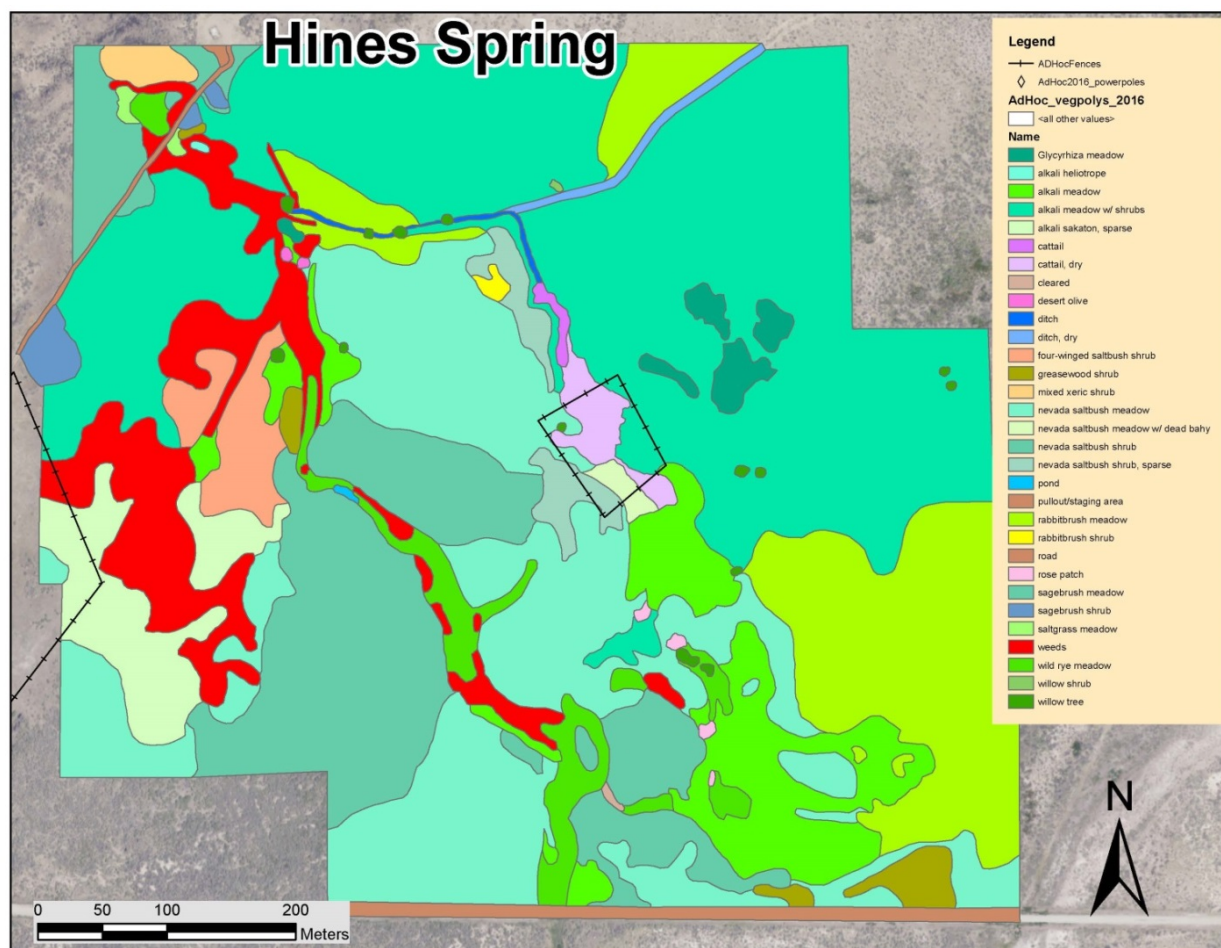 Hines Spring
Legend
ADHocFences
AdHoc2016_powerpoles
AdHoc_vegpolys_2016
<all other values>
Name
Glycyrhiza meadow
alkali heliotrope
alkali meadow
alkali meadow w/ shrubs
alkali sakaton, sparse
cattail
cattail, dry
cleared
desert olive
ditch
ditch, dry
four-winged saltbush shrub
greasewood shrub
mixed xeric shrub
nevada saltbush meadow
nevada saltbush meadow w/ dead bahy
nevada saltbush shrub
nevada saltbush shrub, sparse
pond
pullout/staging area
rabbitbrush meadow
rabbitbrush shrub
road
rose patch
sagebrush meadow
sagebrush shrub
saltgrass meadow
weeds
wild rye meadow
willow shrub
willow tree
N
0 50 100 200
Meters